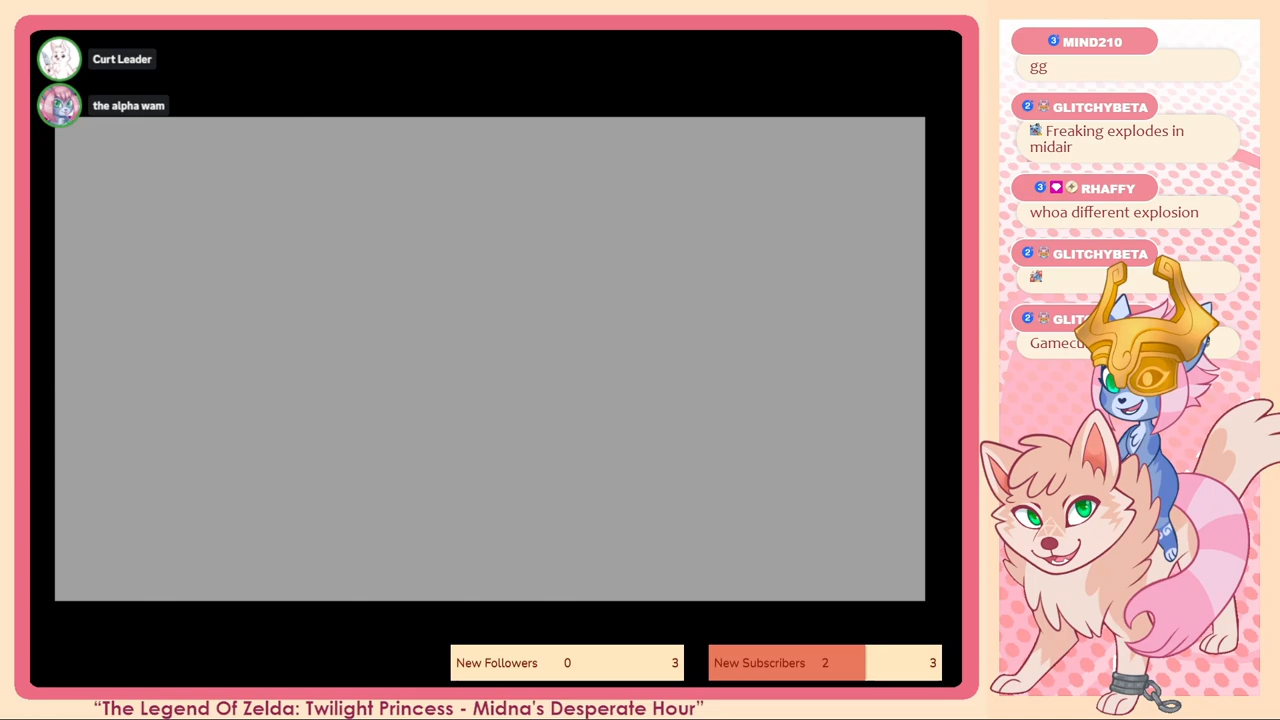 Curt Leader
the alpha wam
MIND210
gg
GLITCHYBETA
Freaking explodes in
midair
RHAFFY
whoa different explosion
GLITCHYBETA
New Followers 0 3
New Subscribers 2 3
"The Legend Of Zelda: Twilight Princess - Midna's Desperate Hour"